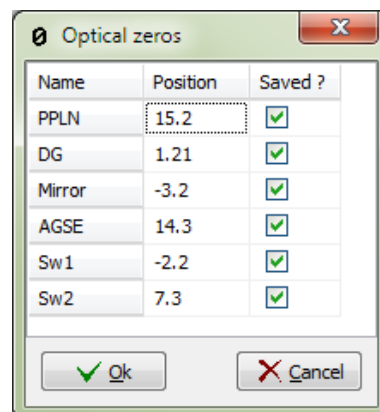 Optical zeros
Name Position Saved ?
PPLN 15.2
DG 1.21
Mirror -3.2
AGSE 14.3
Sw1 -2.2
Sw2 7.3
Ok Cancel